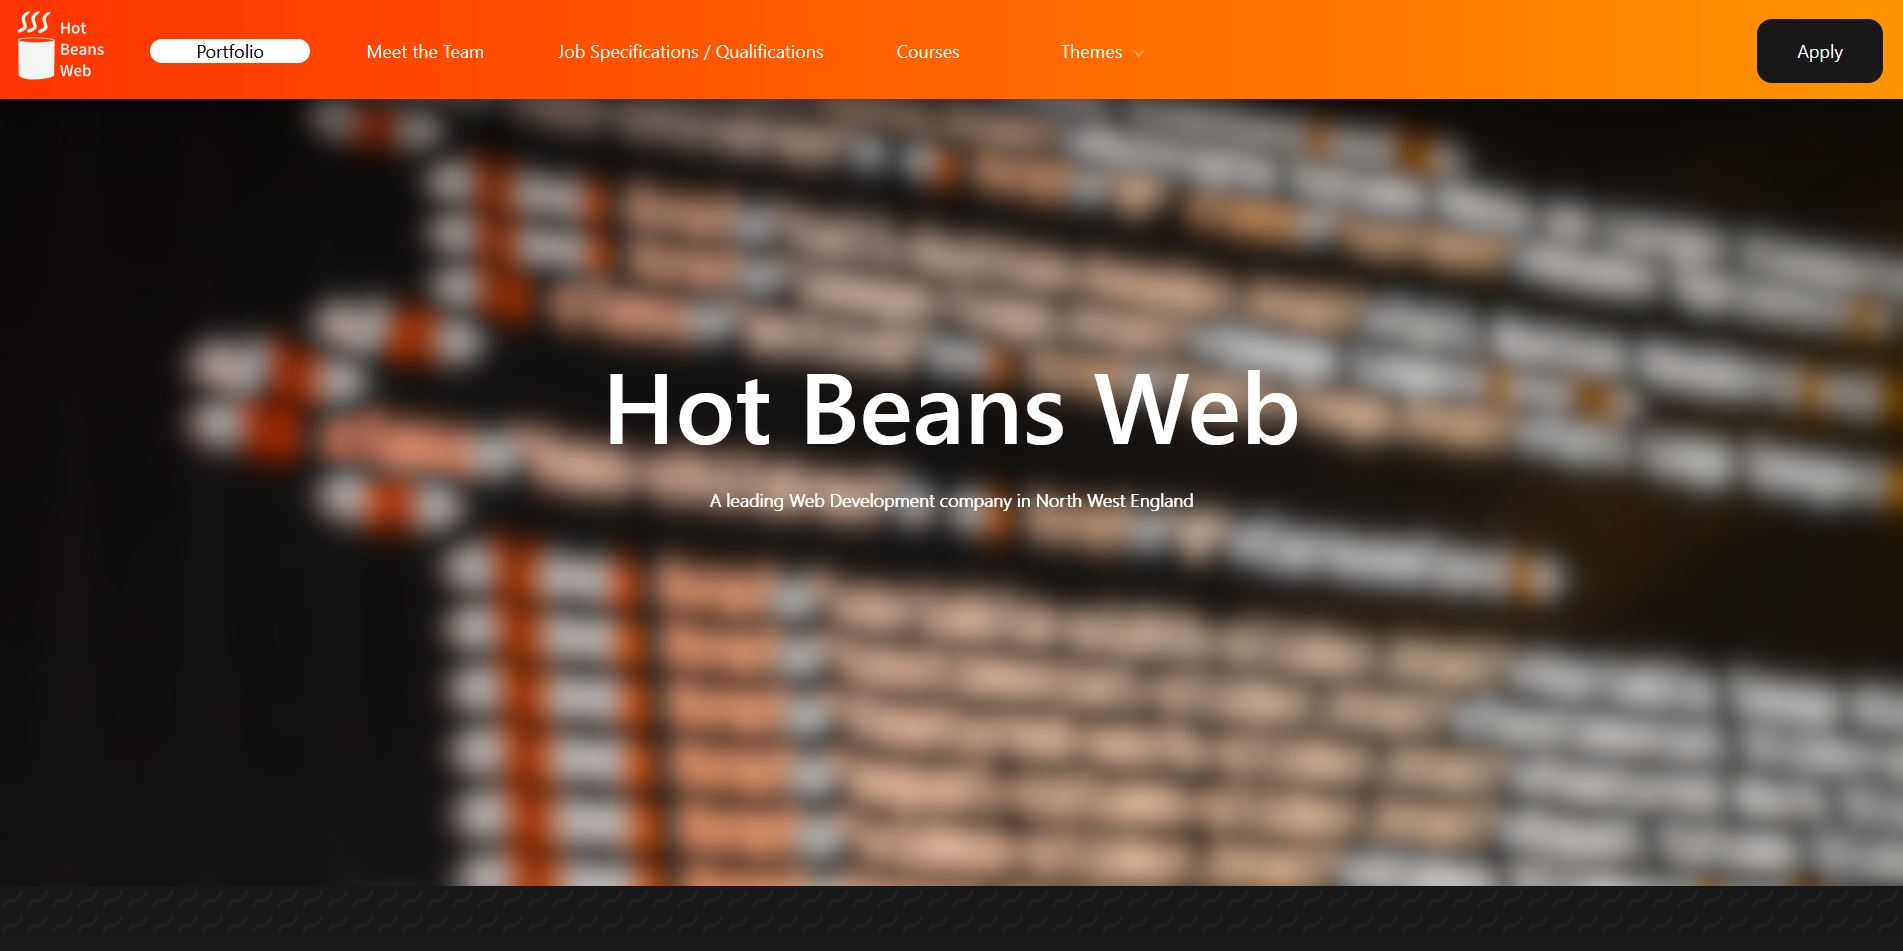 Hot
Beans
Web
Portfolio
Meet the Team
Job Specifications / Qualifications
Courses
Themes
Apply
Hot Beans Web
A leading Web Development company in North West England